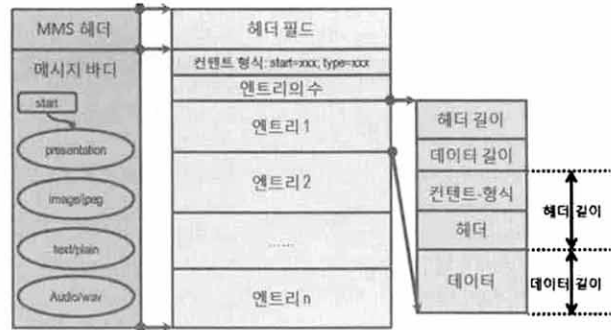 MMS 헤더
메시지 바디
start
presentation
image/jpeg
text/plain
Audio/wav
헤더 필드
컨텐트 형식: start=xxx; type=xxx
엔트리의 수
엔트리 1
엔트리 2
......
엔트리 n
헤더 길이
데이터 길이
컨텐트-형식
헤더
데이터
헤더 길이
데이터 길이